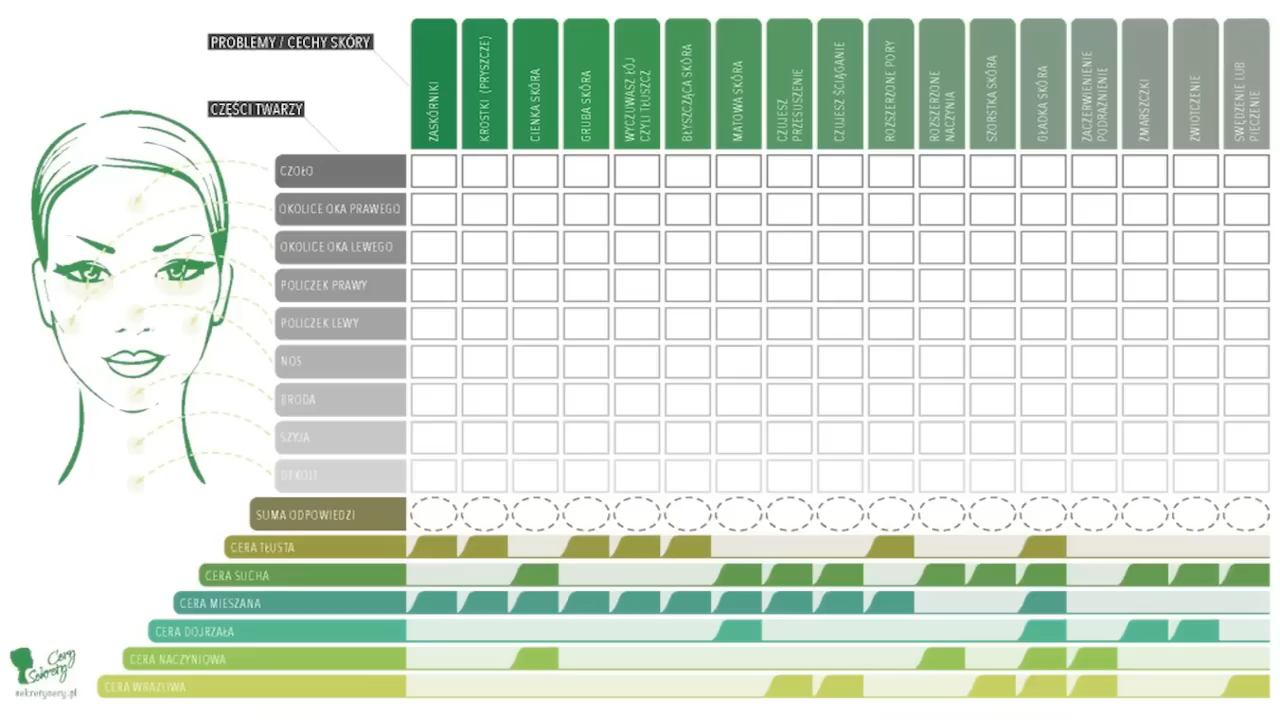 PROBLEMY / CECHY SKÓRY
CZĘŚCI TWARZY
ZASKÓRNIKI
KROSTKI (PRYSZCZE)
CIENKA SKÓRA
GRUBA SKÓRA
WYCZUWASZ ŁÓJ
CZYLI TŁUSZCZ
BŁYSZCZĄCA SKÓRA
MATOWA SKÓRA
CZUJESZ
PRZESUSZENIE
CZUJESZ ŚCIĄGANIE
ROZSZERZONE PORY
ROZSZERZONE
NACZYNIA
SZORSTKA SKÓRA
GŁADKA SKÓRA
ZACZERWIENIENIE
PODRAŻNIENIE
ZMARSZCZKI
ZWIOTCZENIE
SWĘDZENIE LUB
PIECZENIE
CZOŁO
OKOLICE OKA PRAWEGO
OKOLICE OKA LEWEGO
POLICZEK PRAWY
POLICZEK LEWY
NOS
BRODA
SZYJA
DEKOLT
SUMA ODPOWIEDZI
CERA TŁUSTA
CERA SUCHA
CERA MIESZANA
CERA DOJRZAŁA
CERA NACZYNIOWA
CERA WRAŻLIWA
Cery
Sekrety
sekretycery.pl